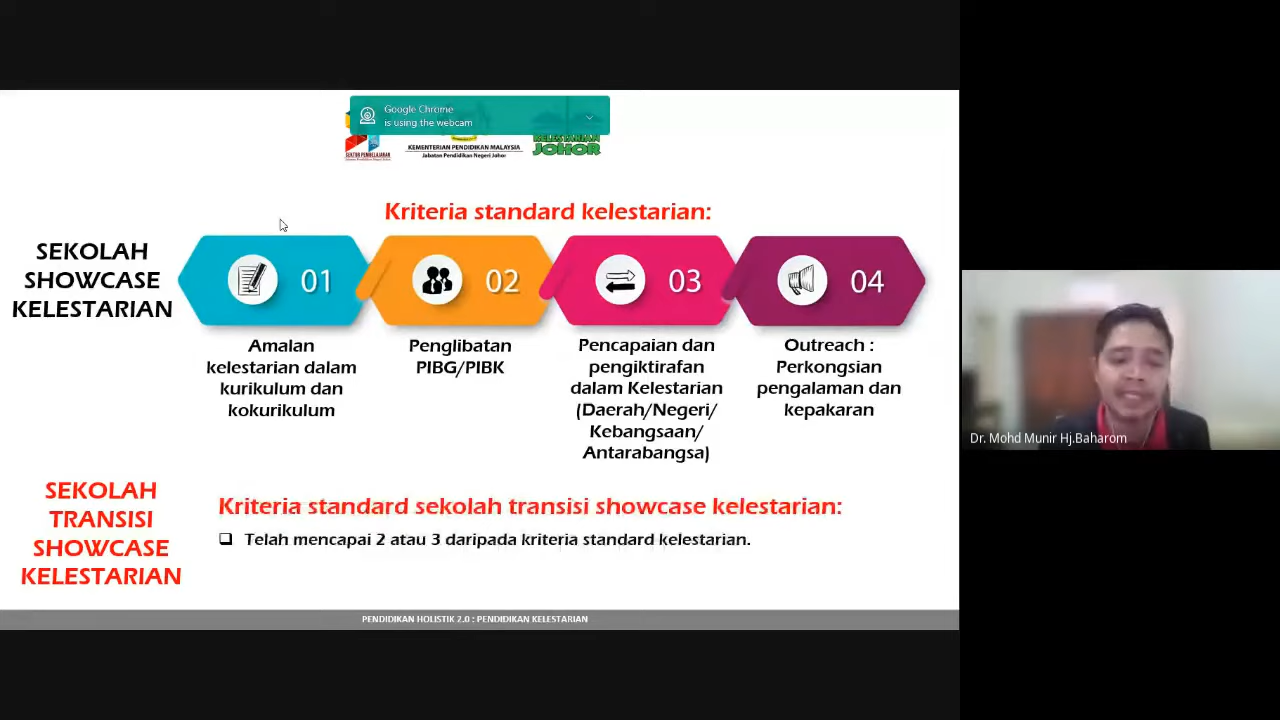 Google Chrome
is using the webcam
SEKTOR PEMBELAJARAN
KEMENTERIAN PENDIDIKAN MALAYSIA
Jabatan Pendidikan Negeri Johor
KELESTARIAN
JOHOR
Kriteria standard kelestarian:
SEKOLAH
SHOWCASE
KELESTARIAN
01
02
03
04
Amalan
kelestarian dalam
kurikulum dan
kokurikulum
Penglibatan
PIBG/PIBK
Pencapaian dan
pengiktirafan
dalam Kelestarian
(Daerah/Negeri/
Kebangsaan/
Antarabangsa)
Outreach :
Perkongsian
pengalaman dan
kepakaran
SEKOLAH
TRANSISI
SHOWCASE
KELESTARIAN
Kriteria standard sekolah transisi showcase kelestarian:
Telah mencapai 2 atau 3 daripada kriteria standard kelestarian.
PENDIDIKAN HOLISTIK 2.0 : PENDIDIKAN KELESTARIAN
Dr. Mohd Munir Hj.Baharom